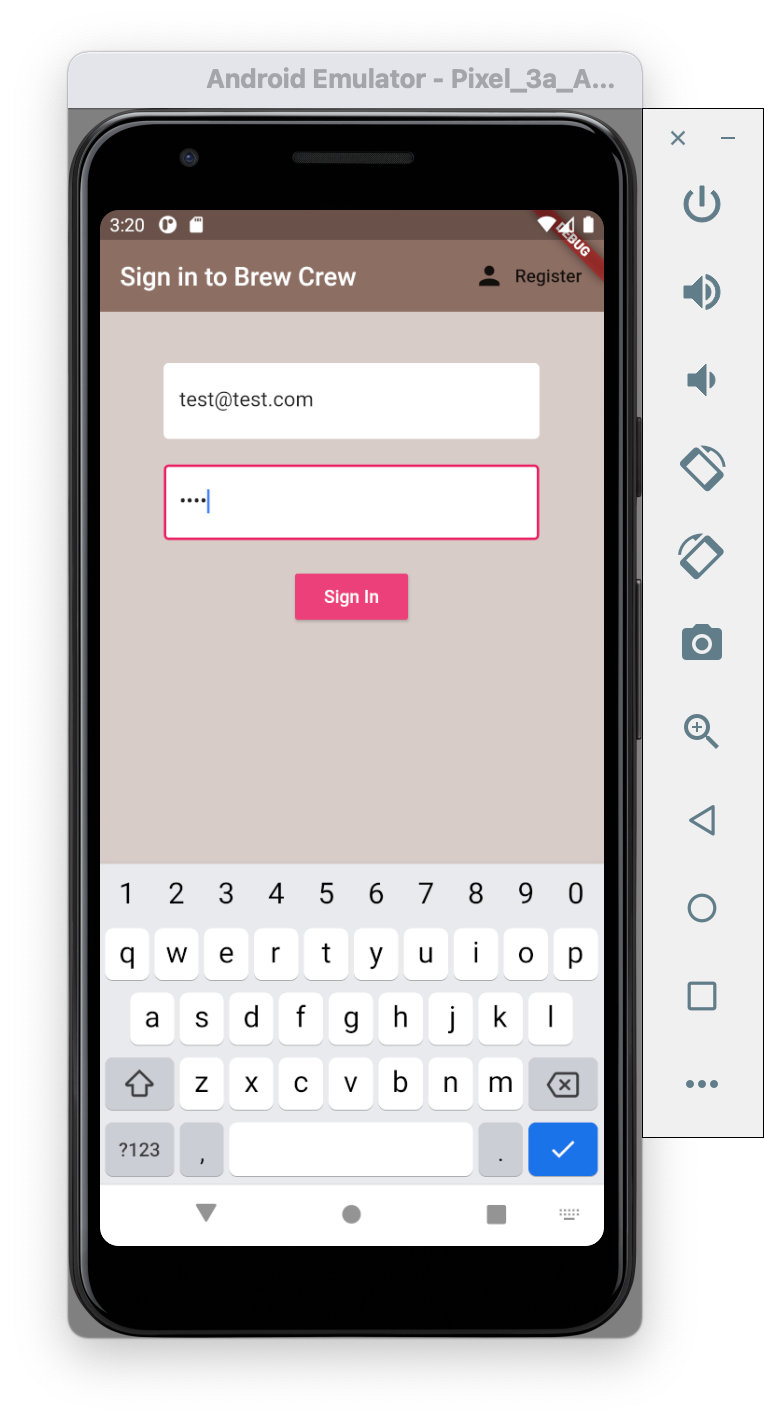 Android Emulator - Pixel_3a_A...
3:20
DEBUG
Sign in to Brew Crew
Register
test@test.com
••••
Sign In
1 2 3 4 5 6 7 8 9 0
q w e r t y u i o p
a s d f g h j k l
z x c v b n m
?123 , .